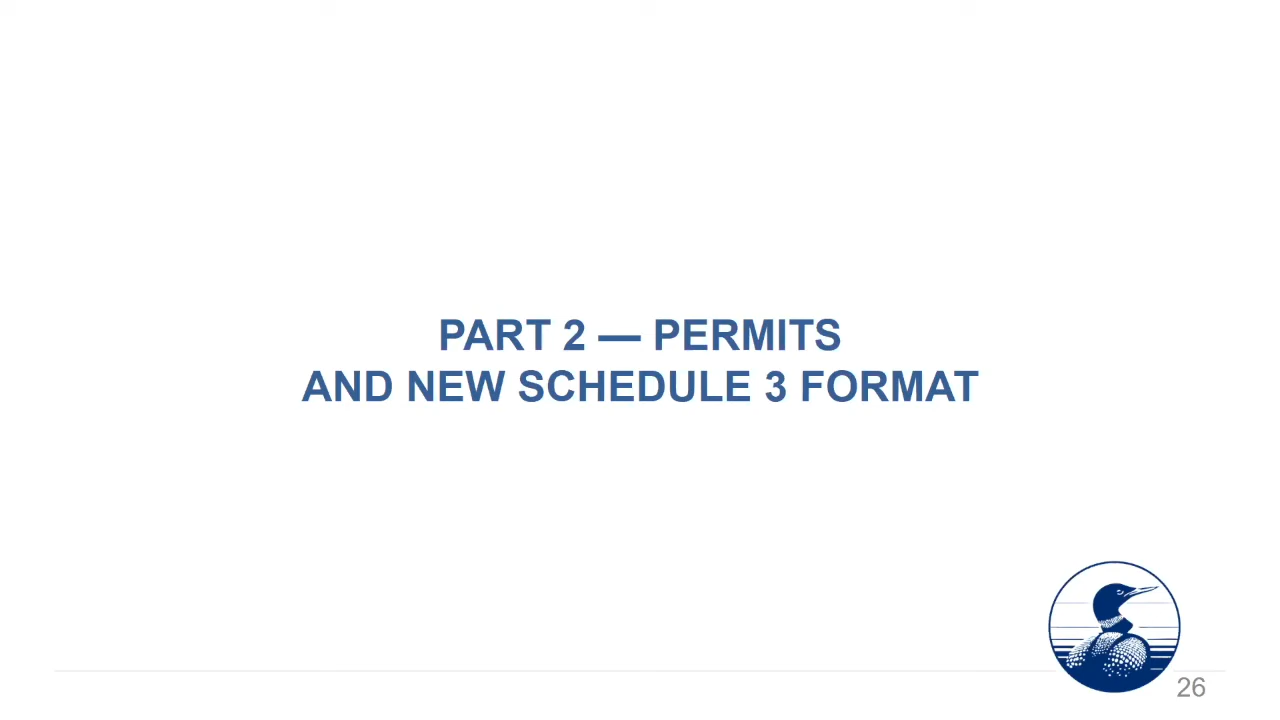 PART 2 — PERMITS
AND NEW SCHEDULE 3 FORMAT
26